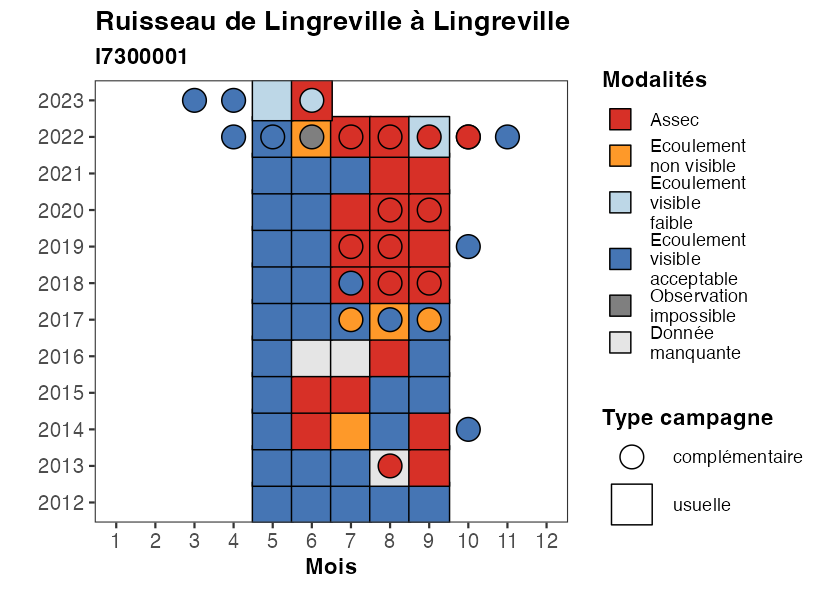 Ruisseau de Lingreville à Lingreville
I7300001
2023
2022
2021
2020
2019
2018
2017
2016
2015
2014
2013
2012
1 2 3 4 5 6 7 8 9 10 11 12
Mois
Modalités
Assec
Ecoulement
non visible
Ecoulement
visible
faible
Ecoulement
visible
acceptable
Observation
impossible
Donnée
manquante
Type campagne
complémentaire
usuelle